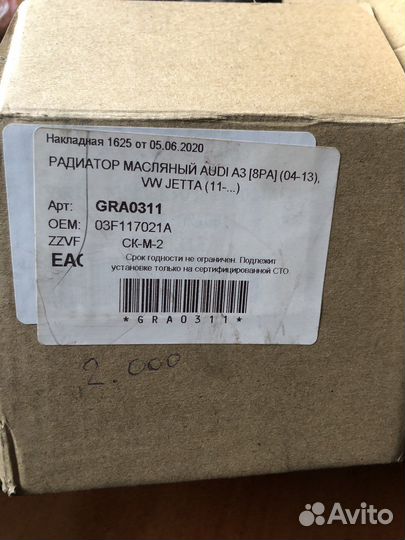 Накладная 1625 от 05.06.2020
РАДИАТОР МАСЛЯНЫЙ AUDI A3 [8PA] (04-13),
VW JETTA (11-...)
Арт: GRA0311
OEM: 03F117021A
ZZVF СК-М-2
EAC Срок годности не ограничен. Подлежит
установке только на сертифицированной СТО
*GRA0311*
2.000
Avito